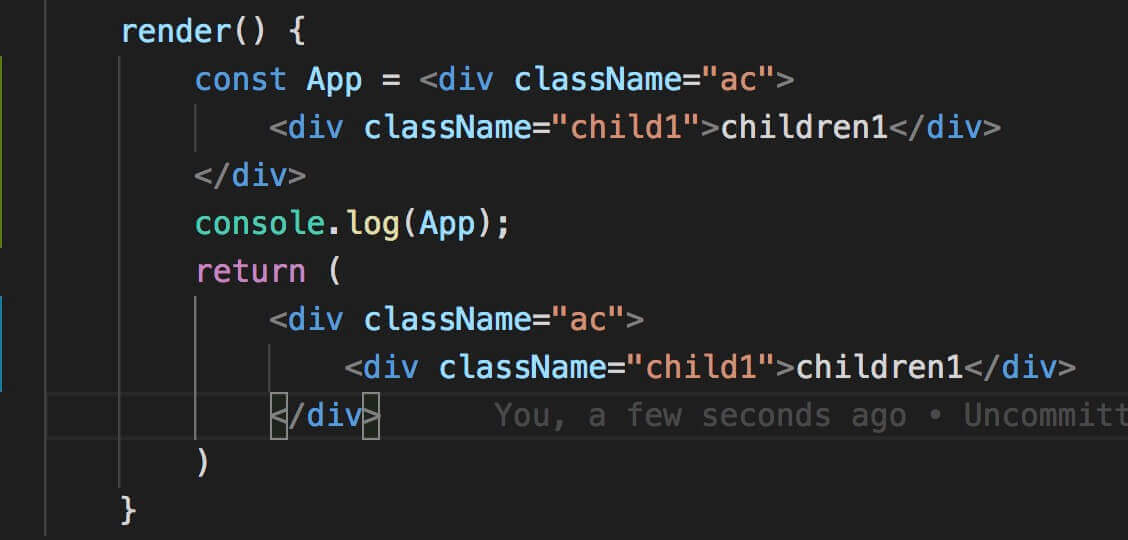 render() {
const App = <div className="ac">
<div className="child1">children1</div>
</div>
console.log(App);
return (
<div className="ac">
<div className="child1">children1</div>
</div> You, a few seconds ago • Uncommitt
)
}